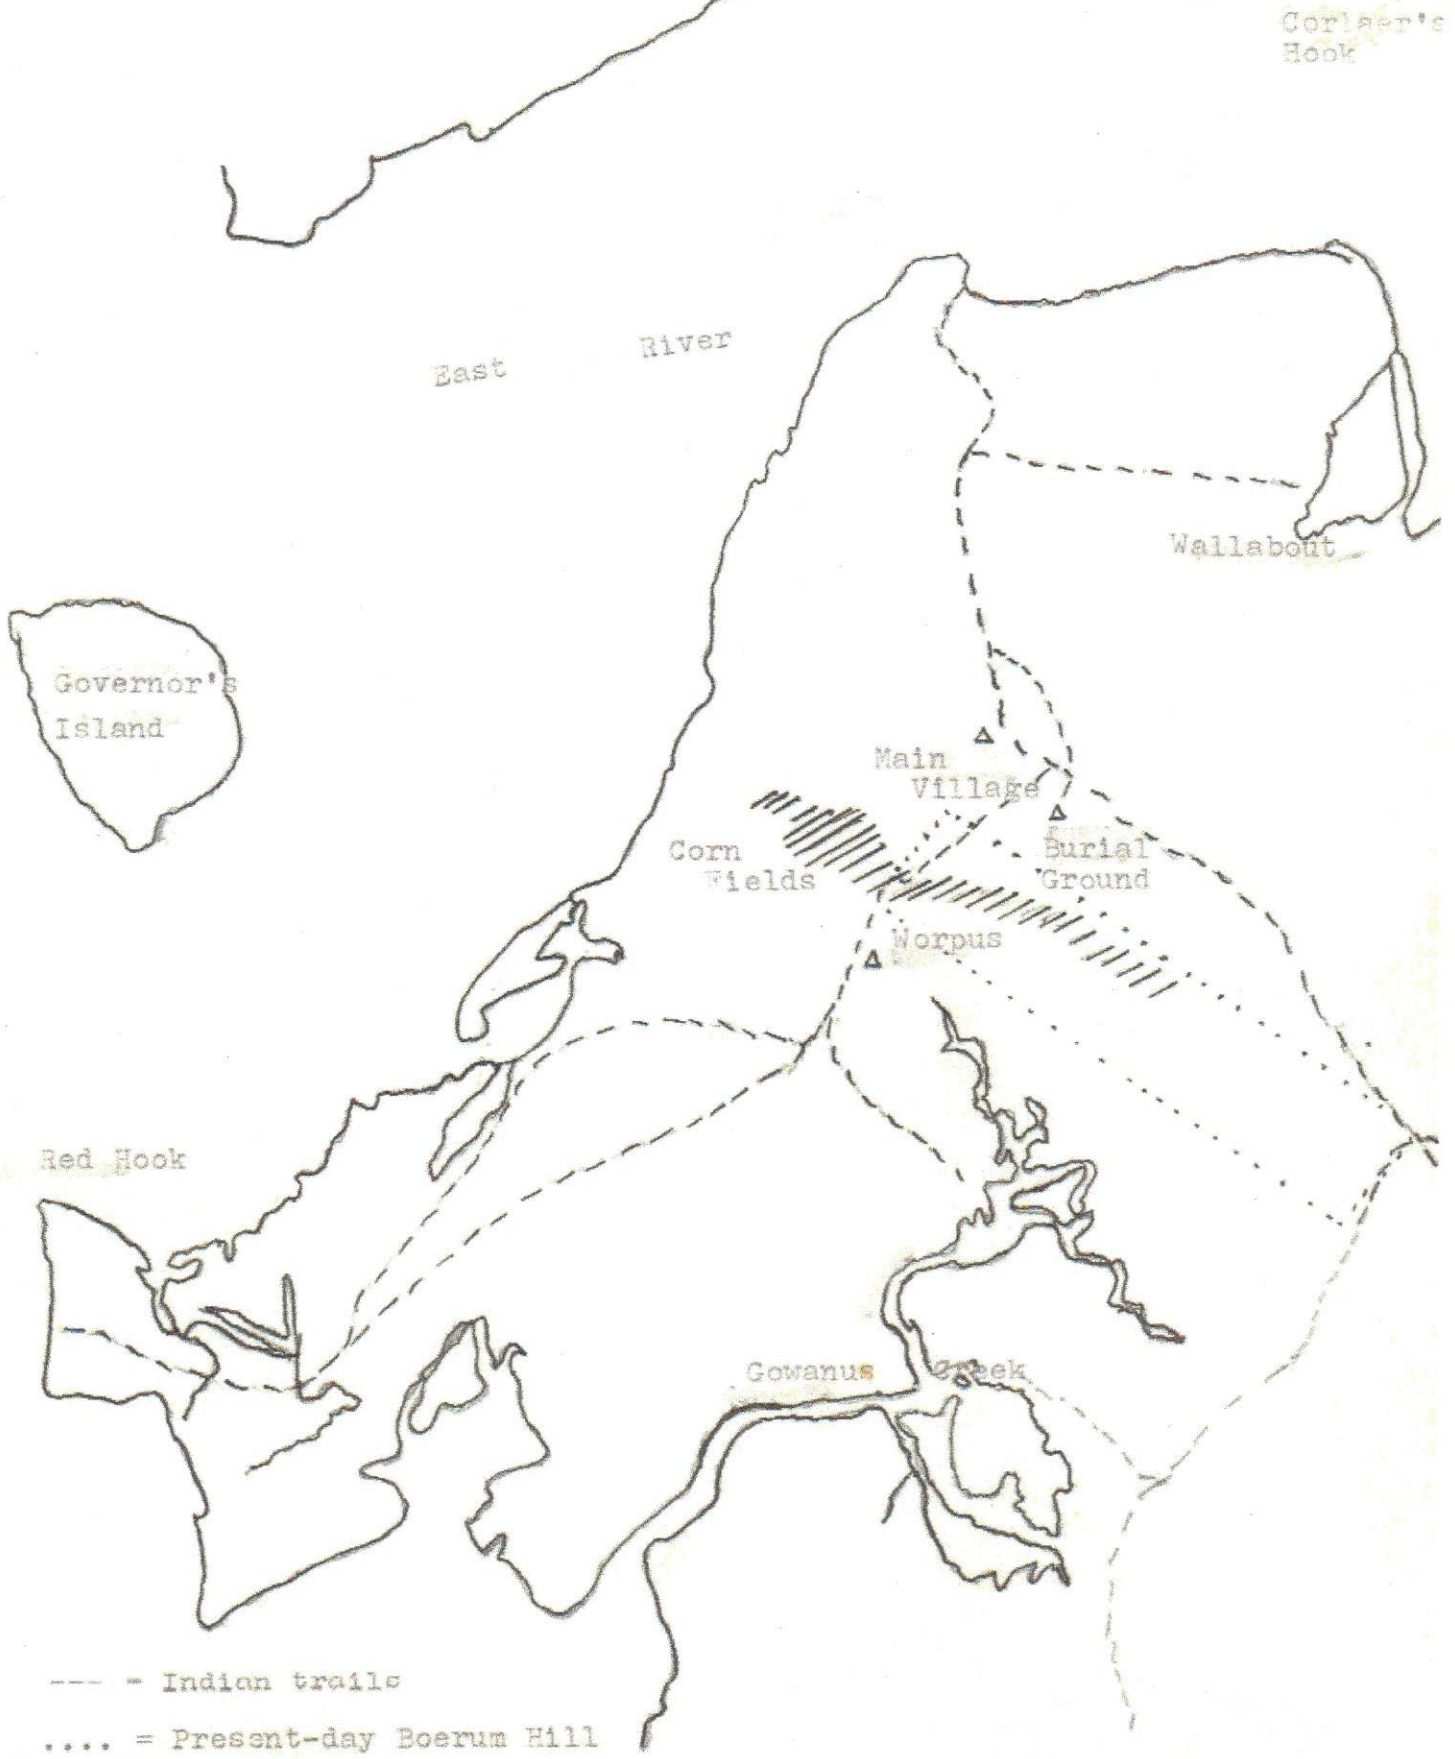 Corlaer's
Hook
East River
Wallabout
Governor's
Island
Main
Village
Corn
Fields
Burial
Ground
Worpus
Red Hook
Gowanus Creek
--- = Indian trails
.... = Present-day Boerum Hill